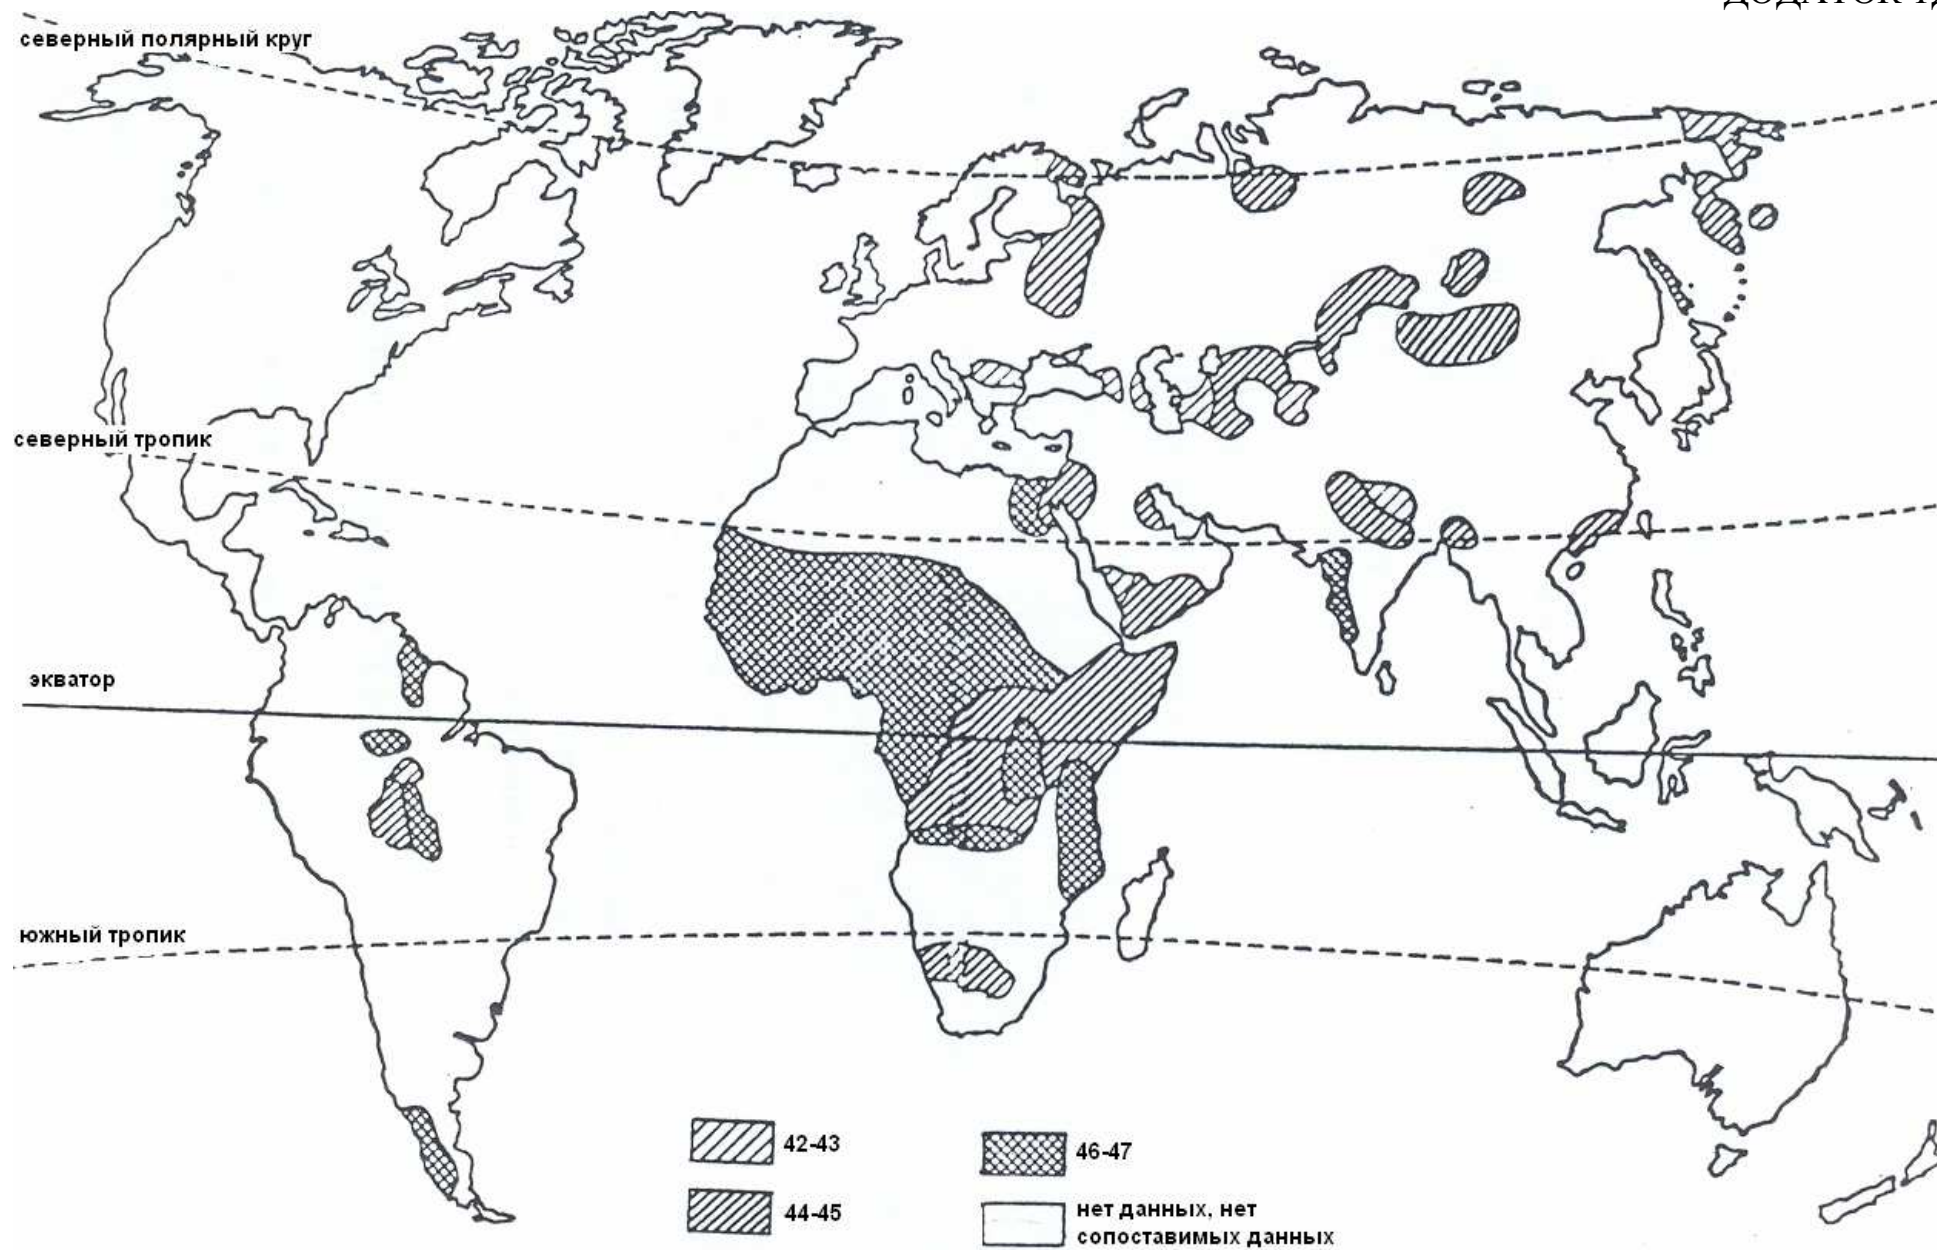 ДОДАТОК
северный полярный круг
северный тропик
экватор
южный тропик
42-43
44-45
46-47
нет данных, нет
сопоставимых данных